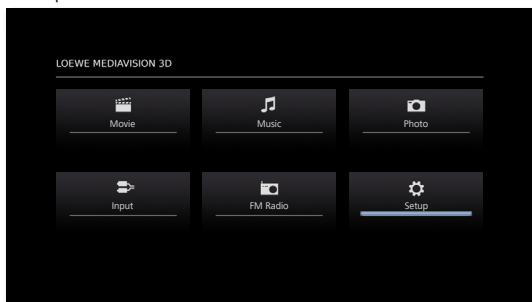 LOEWE MEDIAVISION 3D
Movie Music Photo
Input FM Radio Setup